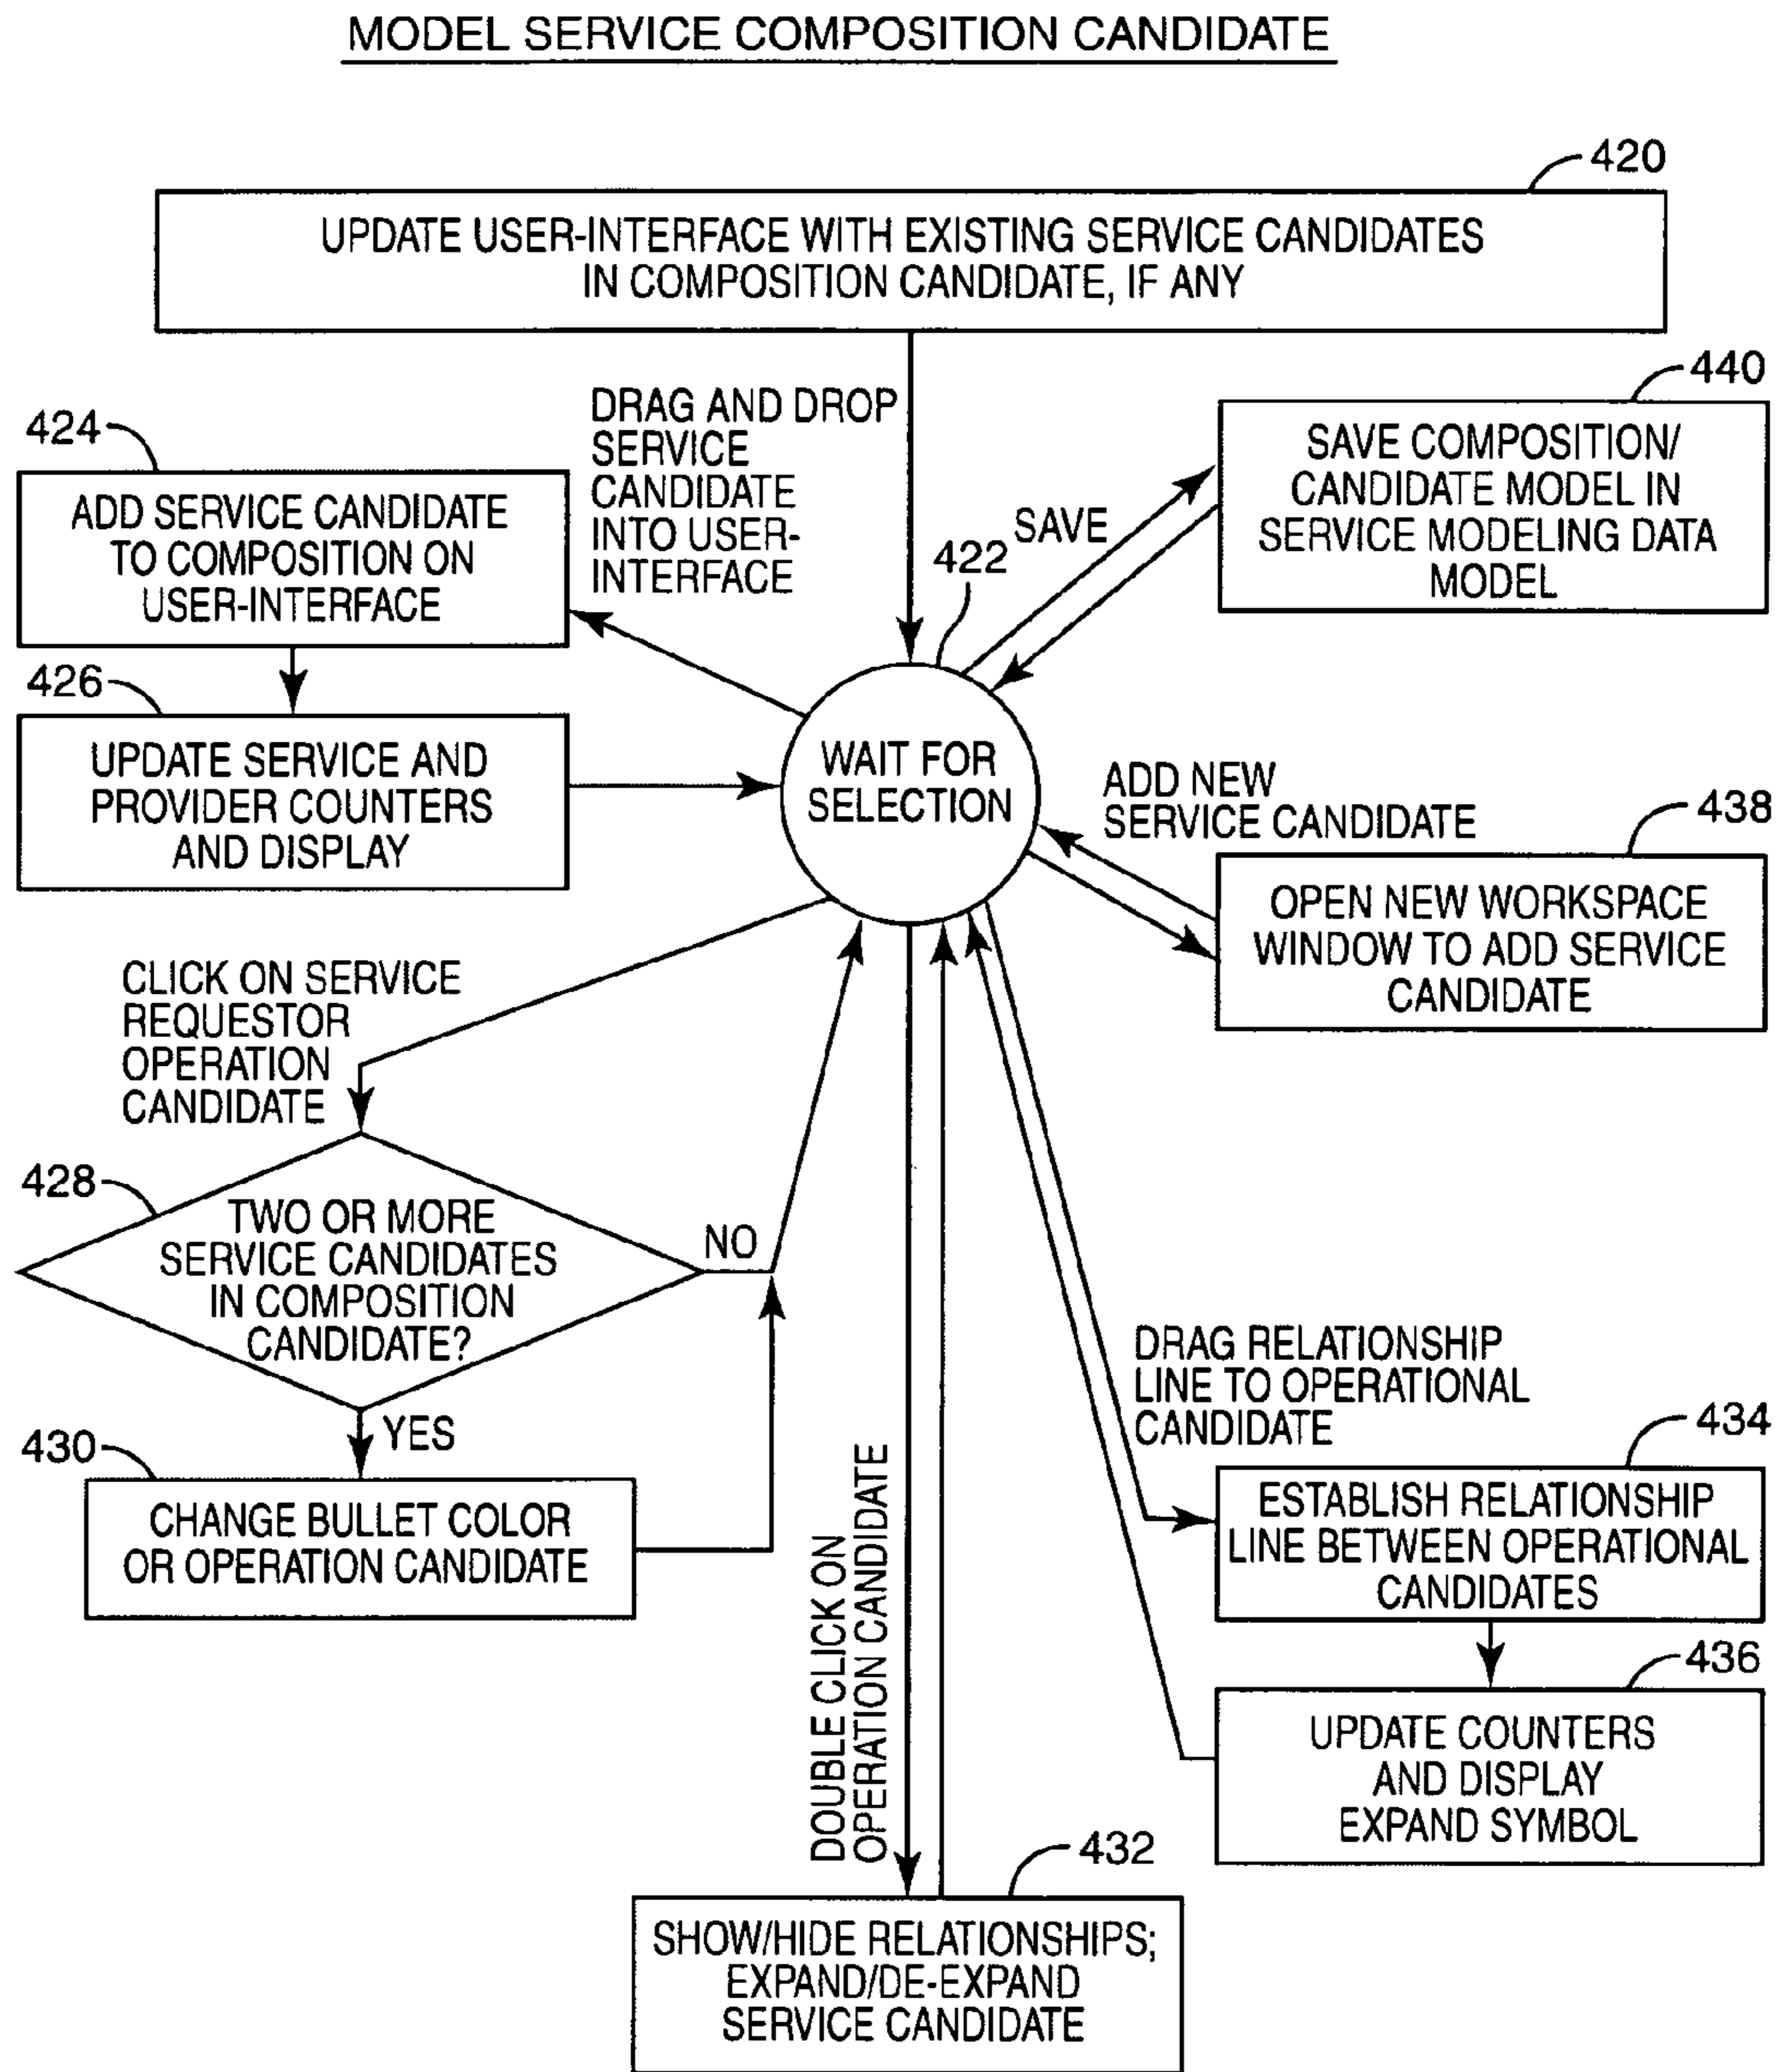 MODEL SERVICE COMPOSITION CANDIDATE
420
UPDATE USER-INTERFACE WITH EXISTING SERVICE CANDIDATES
IN COMPOSITION CANDIDATE, IF ANY
DRAG AND DROP
SERVICE
CANDIDATE
INTO USER-
INTERFACE
440
SAVE COMPOSITION/
CANDIDATE MODEL IN
SERVICE MODELING DATA
MODEL
SAVE
424
ADD SERVICE CANDIDATE
TO COMPOSITION ON
USER-INTERFACE
422
WAIT FOR
SELECTION
426
UPDATE SERVICE AND
PROVIDER COUNTERS
AND DISPLAY
ADD NEW
SERVICE CANDIDATE
438
OPEN NEW WORKSPACE
WINDOW TO ADD SERVICE
CANDIDATE
CLICK ON SERVICE
REQUESTOR
OPERATION
CANDIDATE
428
TWO OR MORE
SERVICE CANDIDATES
IN COMPOSITION
CANDIDATE?
NO
YES
430
CHANGE BULLET COLOR
OR OPERATION CANDIDATE
DOUBLE CLICK ON
OPERATION CANDIDATE
DRAG RELATIONSHIP
LINE TO OPERATIONAL
CANDIDATE
434
ESTABLISH RELATIONSHIP
LINE BETWEEN OPERATIONAL
CANDIDATES
436
UPDATE COUNTERS
AND DISPLAY
EXPAND SYMBOL
432
SHOW/HIDE RELATIONSHIPS;
EXPAND/DE-EXPAND
SERVICE CANDIDATE